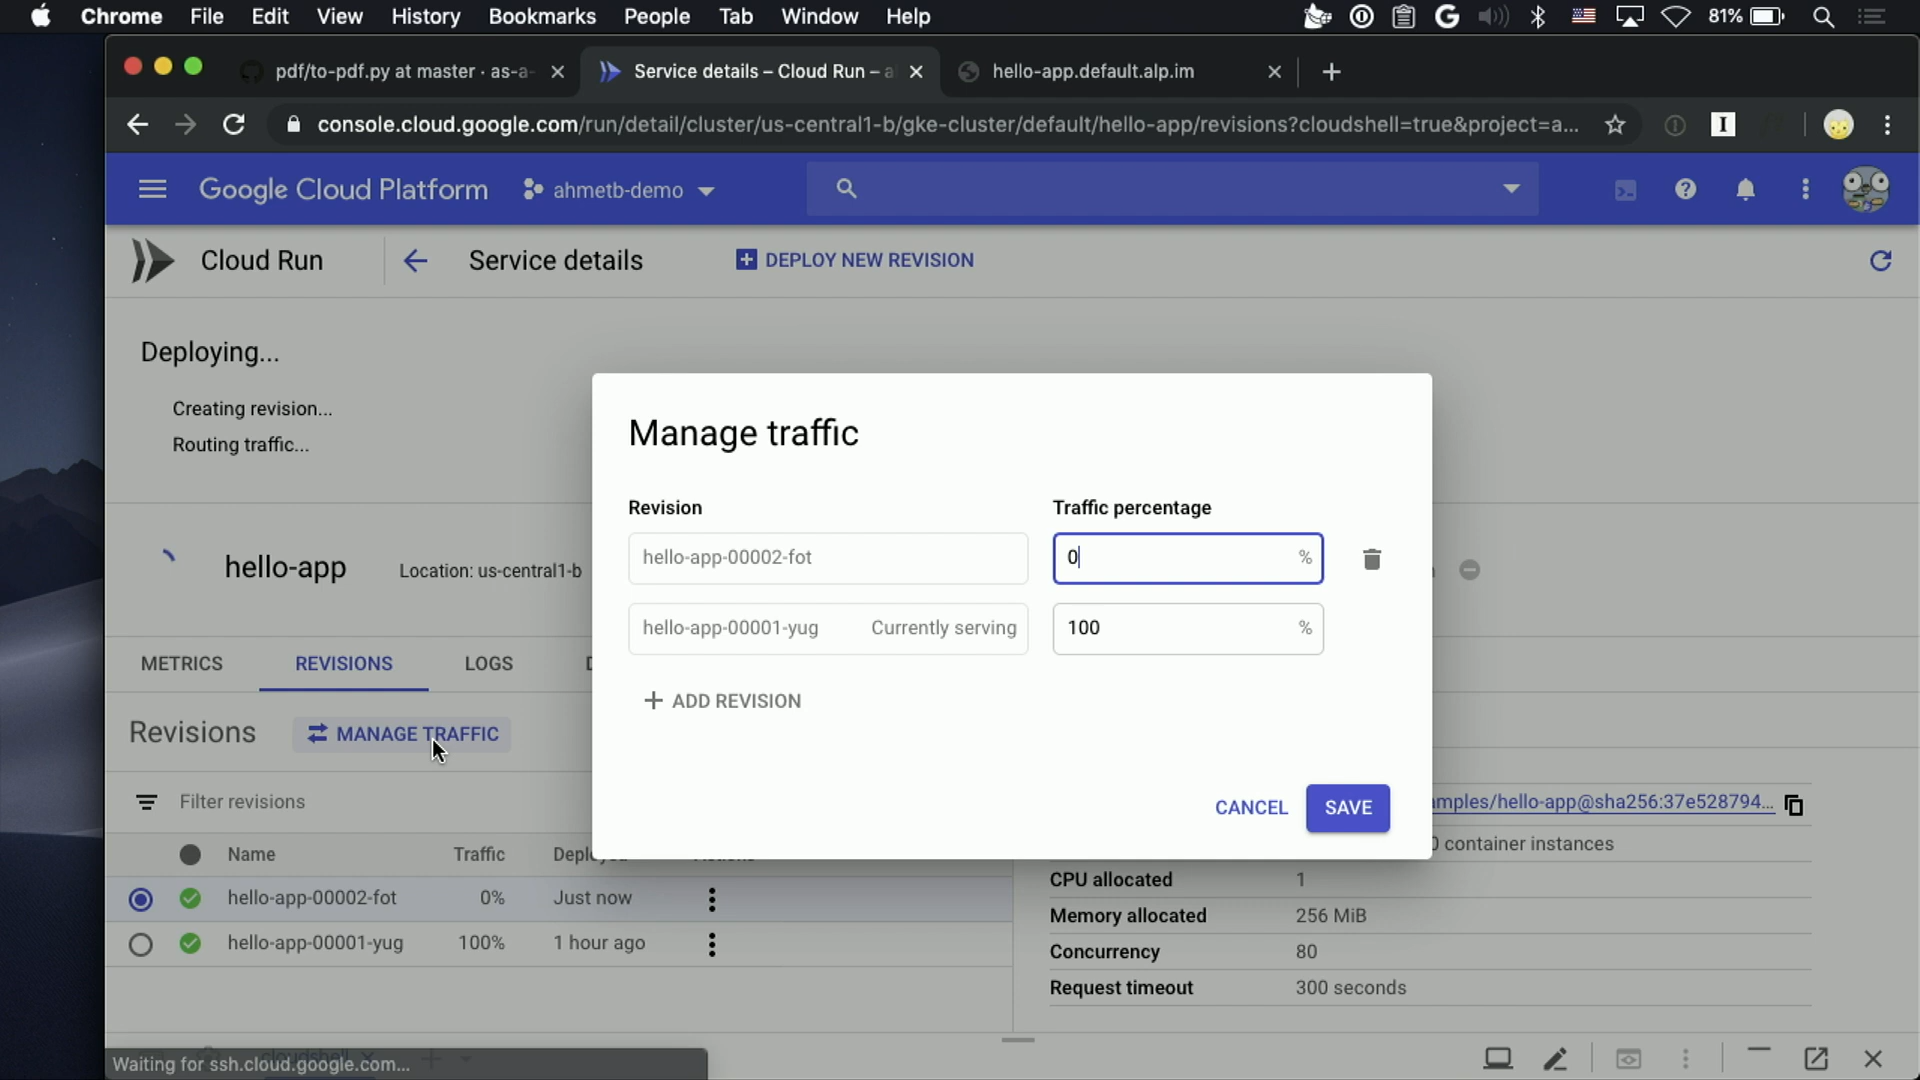 Chrome File Edit View History Bookmarks People Tab Window Help 81%
pdf/to-pdf.py at master · as-a- Service details – Cloud Run – a hello-app.default.alp.im
console.cloud.google.com/run/detail/cluster/us-central1-b/gke-cluster/default/hello-app/revisions?cloudshell=true&project=a...
Google Cloud Platform ahmetb-demo
Cloud Run Service details DEPLOY NEW REVISION
Deploying...
Creating revision...
Routing traffic...
hello-app Location: us-central1-b
METRICS REVISIONS LOGS
Revisions MANAGE TRAFFIC
Filter revisions
Name Traffic
hello-app-00002-fot 0% Just now
hello-app-00001-yug 100% 1 hour ago
Manage traffic
Revision Traffic percentage
hello-app-00002-fot 0 %
hello-app-00001-yug Currently serving 100 %
+ ADD REVISION
CANCEL SAVE
amples/hello-app@sha256:37e528794...
0 container instances
CPU allocated 1
Memory allocated 256 MiB
Concurrency 80
Request timeout 300 seconds
Waiting for ssh.cloud.google.com...